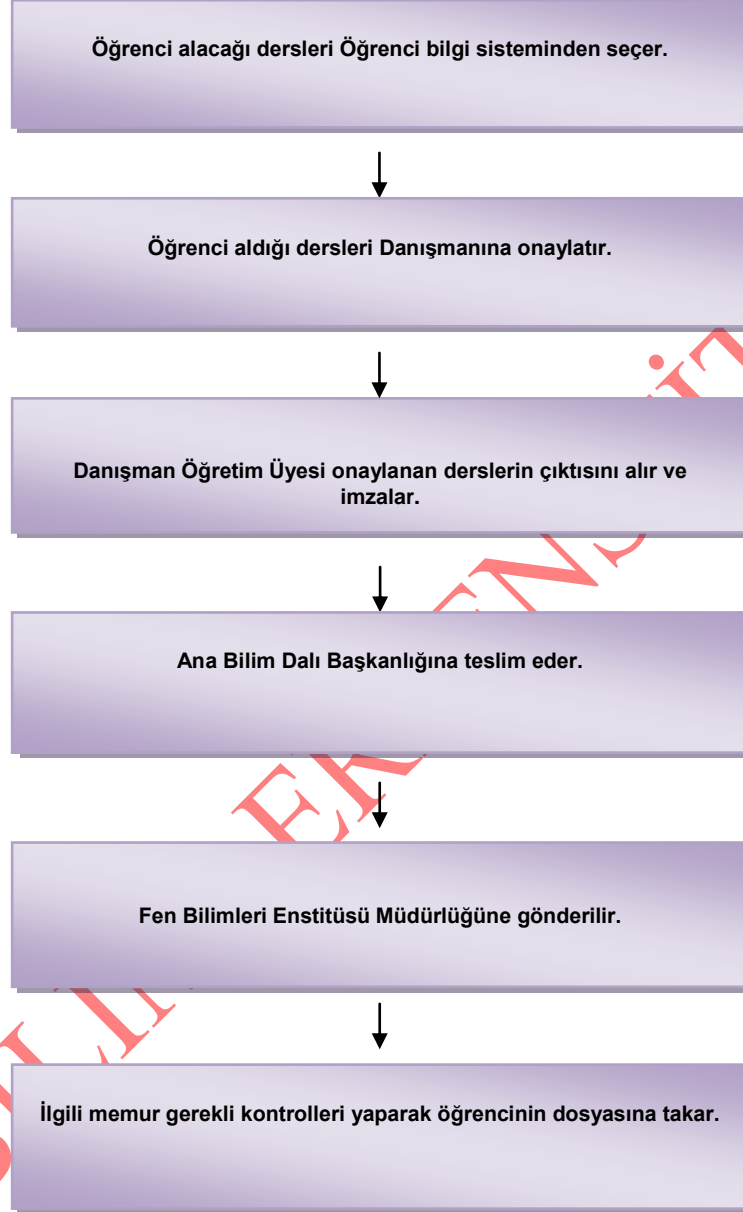 Öğrenci alacağı dersleri Öğrenci bilgi sisteminden seçer.
Öğrenci aldığı dersleri Danışmanına onaylatır.
Danışman Öğretim Üyesi onaylanan derslerin çıktısını alır ve
imzalar.
Ana Bilim Dalı Başkanlığına teslim eder.
Fen Bilimleri Enstitüsü Müdürlüğüne gönderilir.
İlgili memur gerekli kontrolleri yaparak öğrencinin dosyasına takar.